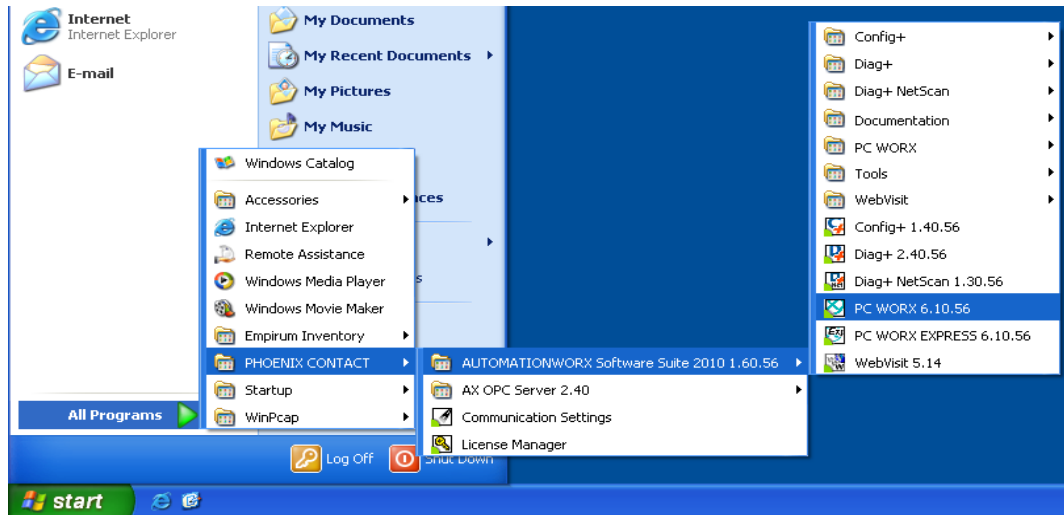 Internet
Internet Explorer
E-mail
My Documents
My Recent Documents
My Pictures
My Music
Windows Catalog
Accessories
Internet Explorer
Remote Assistance
Windows Media Player
Windows Movie Maker
Empirum Inventory
PHOENIX CONTACT
Startup
WinPcap
All Programs
AUTOMATIONWORX Software Suite 2010 1.60.56
AX OPC Server 2.40
Communication Settings
License Manager
Config+
Diag+
Diag+ NetScan
Documentation
PC WORX
Tools
WebVisit
Config+ 1.40.56
Diag+ 2.40.56
Diag+ NetScan 1.30.56
PC WORX 6.10.56
PC WORX EXPRESS 6.10.56
WebVisit 5.14
Log Off
Shut Down
start